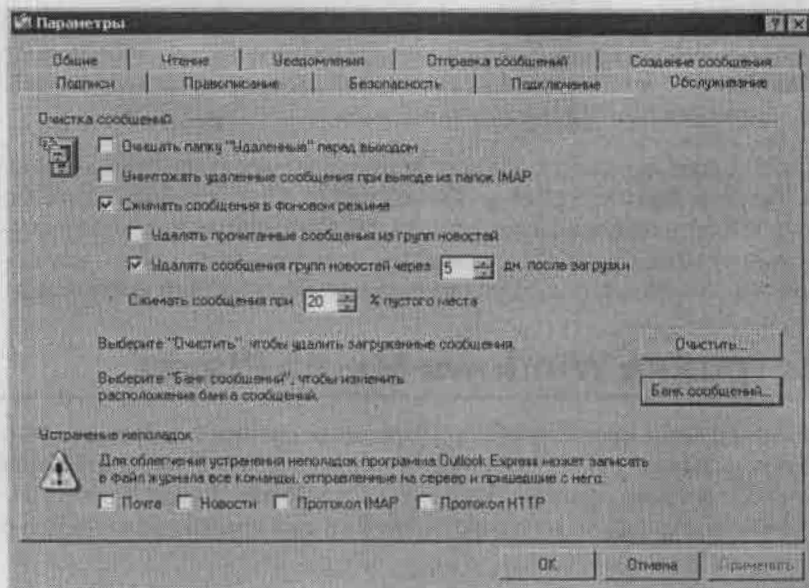 Параметры
Общие Чтение Уведомления Отправка сообщений Создание сообщения
Подписи Правописание Безопасность Подключение Обслуживание
Очистка сообщений
Очищать папку "Удаленные" перед выходом
Уничтожать удаленные сообщения при выходе из папок IMAP
Сжимать сообщения в фоновом режиме
Удалять прочитанные сообщения из групп новостей
Удалять сообщения групп новостей через 5 дн. после загрузки
Сжимать сообщения при 20 % пустого места
Выберите "Очистить", чтобы удалить загруженные сообщения. Очистить...
Выберите "Банк сообщений", чтобы изменить
расположение банка сообщений. Банк сообщений...
Устранение неполадок
Для облегчения устранения неполадок программа Outlook Express может записать
в файл журнала все команды, отправленные на сервер и пришедшие с него:
Почта Новости Протокол IMAP Протокол HTTP
OK Отмена Применить